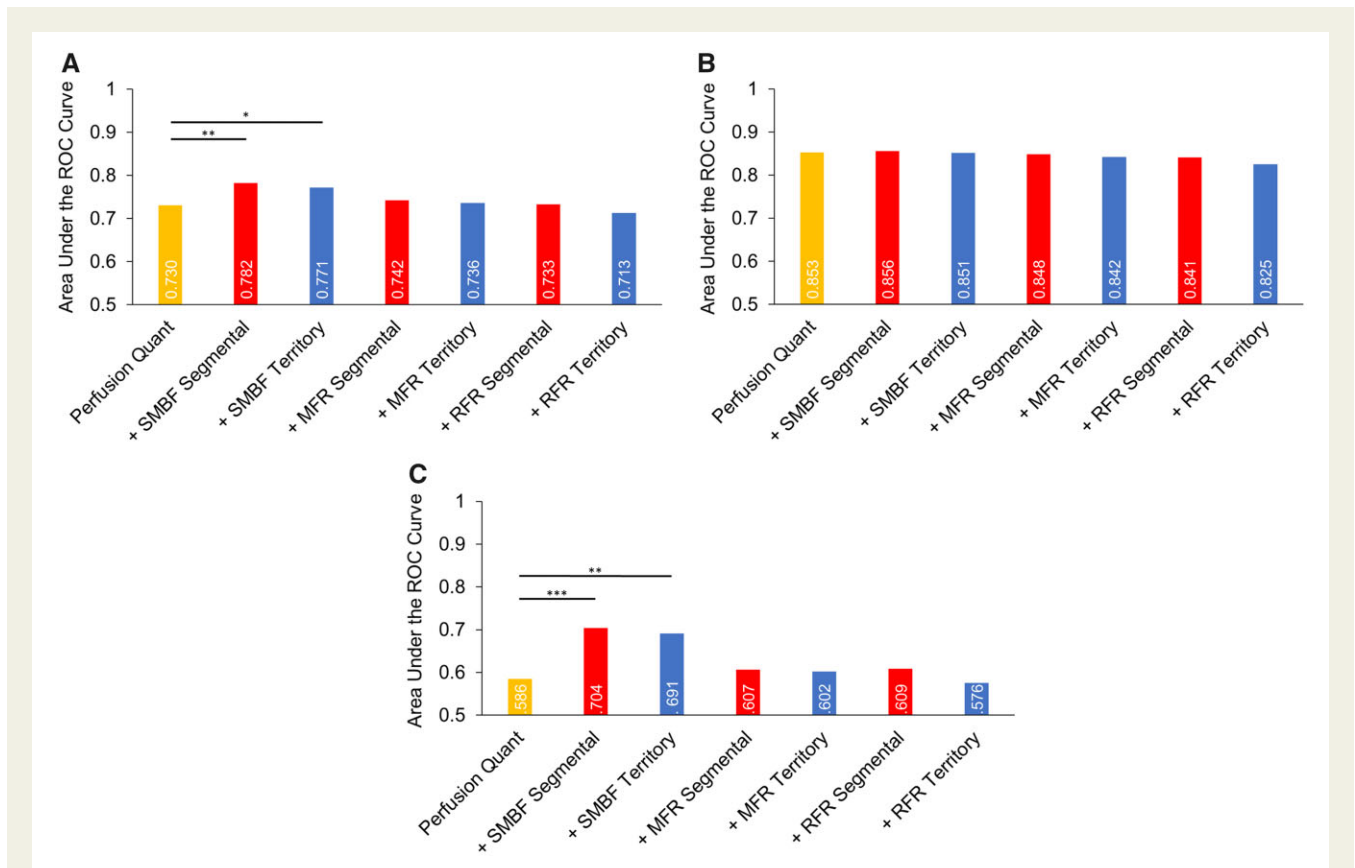 A
Area Under the ROC Curve
1
0.9
0.8
0.7
0.6
0.5
*
**
0.730
0.782
0.771
0.742
0.736
0.733
0.713
Perfusion Quant
+ SMBF Segmental
+ SMBF Territory
+ MFR Segmental
+ MFR Territory
+ RFR Segmental
+ RFR Territory
B
Area Under the ROC Curve
1
0.9
0.8
0.7
0.6
0.5
0.853
0.856
0.851
0.848
0.842
0.841
0.825
Perfusion Quant
+ SMBF Segmental
+ SMBF Territory
+ MFR Segmental
+ MFR Territory
+ RFR Segmental
+ RFR Territory
C
Area Under the ROC Curve
1
0.9
0.8
0.7
0.6
0.5
**
***
.586
.704
.691
.607
.602
.609
.576
Perfusion Quant
+ SMBF Segmental
+ SMBF Territory
+ MFR Segmental
+ MFR Territory
+ RFR Segmental
+ RFR Territory